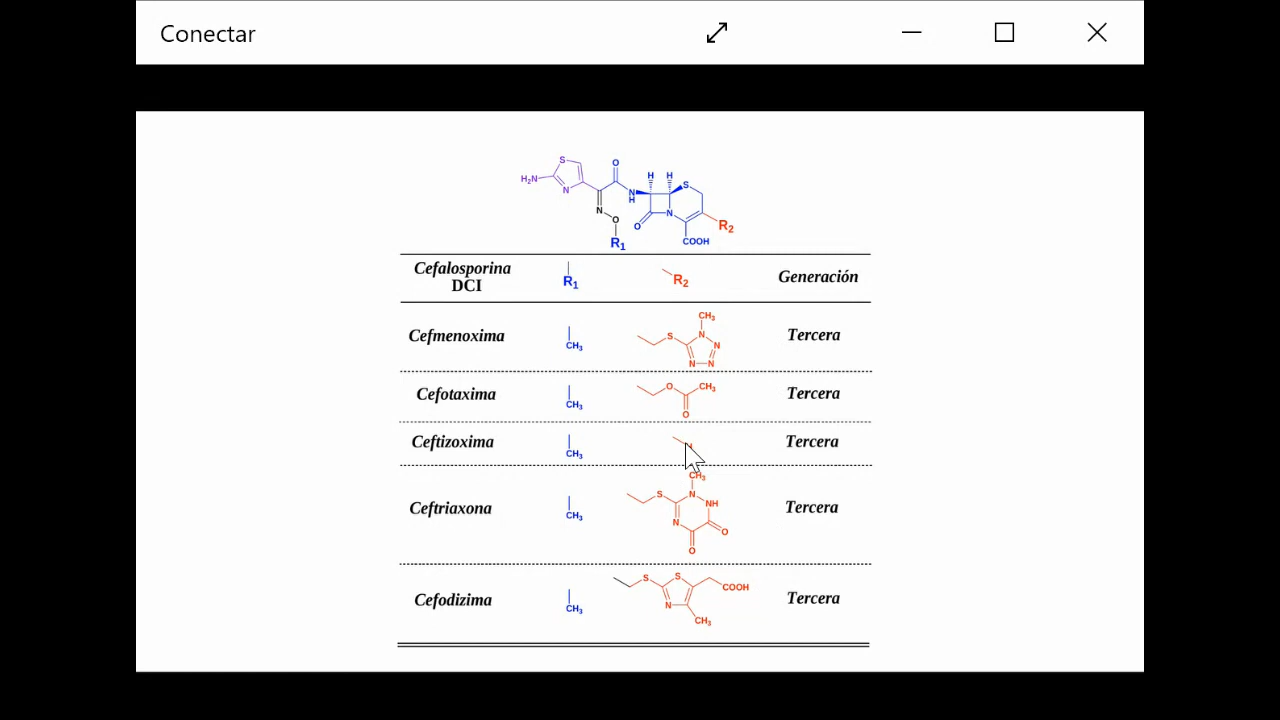 Conectar
S
O
H H
S
H₂N
N
N
H
N
N
O
O
R₂
R₁
COOH
Cefalosporina
DCI
R₁
R₂
Generación
Cefmenoxima
CH₃
CH₃
S
N
N
N
N
Tercera
Cefotaxima
CH₃
O
CH₃
O
Tercera
Ceftizoxima
CH₃
Tercera
Ceftriaxona
CH₃
CH₃
S
N
NH
N
O
O
Tercera
Cefodizima
CH₃
S
S
COOH
N
CH₃
Tercera